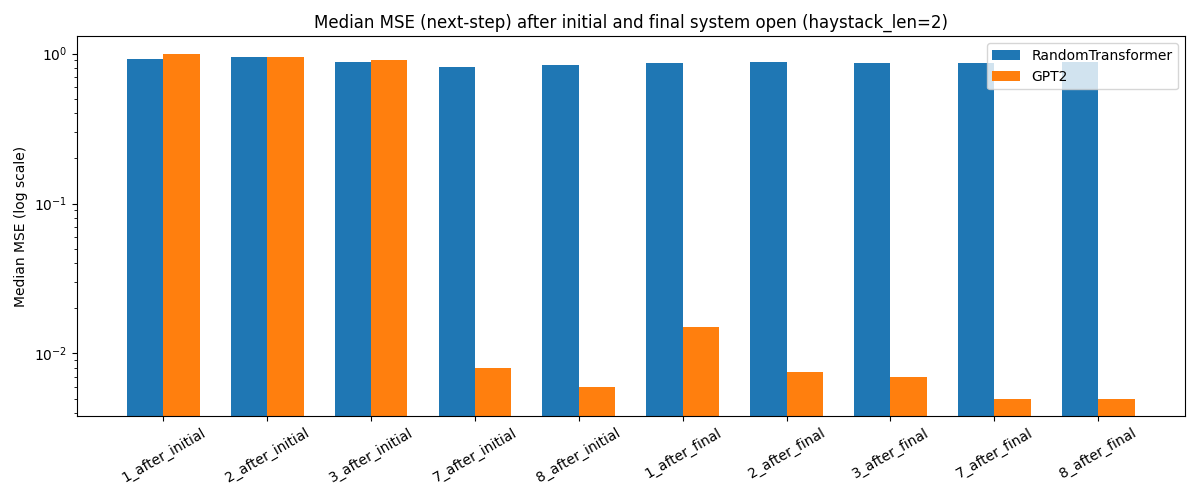 Median MSE (next-step) after initial and final system open (haystack_len=2)
RandomTransformer
GPT2
Median MSE (log scale)
10⁰
10⁻¹
10⁻²
1_after_initial
2_after_initial
3_after_initial
7_after_initial
8_after_initial
1_after_final
2_after_final
3_after_final
7_after_final
8_after_final